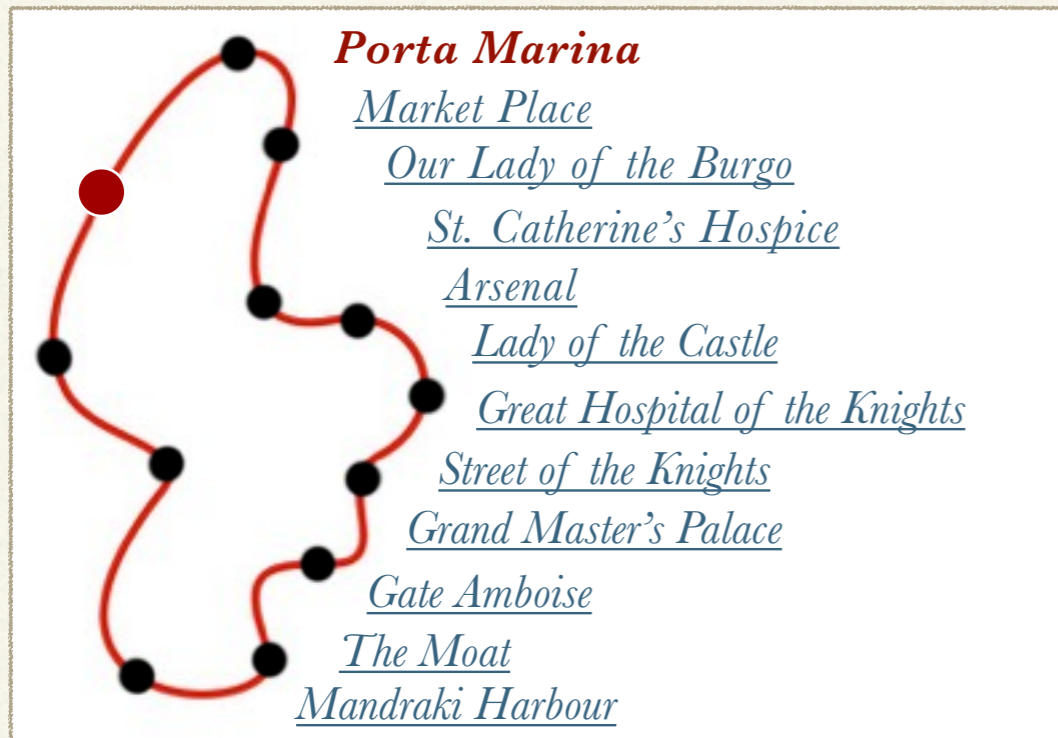 Porta Marina
Market Place
Our Lady of the Burgo
St. Catherine’s Hospice
Arsenal
Lady of the Castle
Great Hospital of the Knights
Street of the Knights
Grand Master’s Palace
Gate Amboise
The Moat
Mandraki Harbour